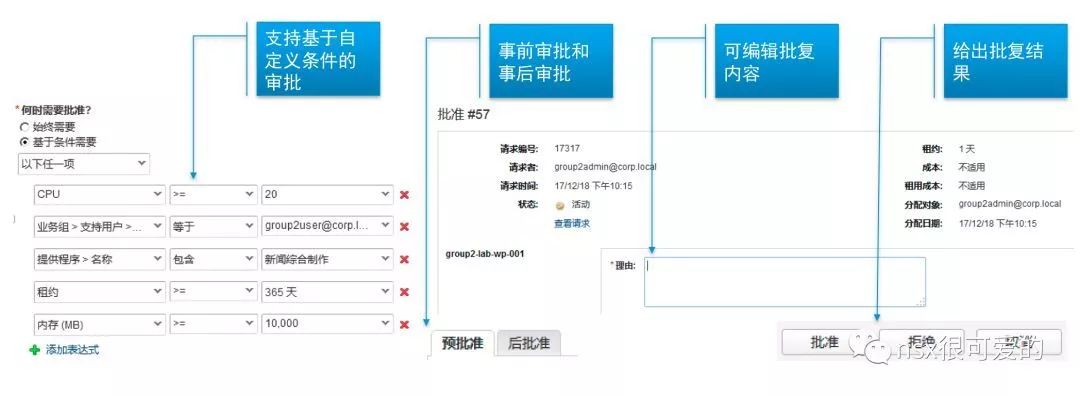 支持基于自
定义条件的
审批
事前审批和
事后审批
可编辑批复
内容
给出批复结
果
*何时需要批准?
始终需要
基于条件需要
以下任一项
CPU >= 20
业务组 > 支持用户 >... 等于 group2user@corp.l...
提供程序 > 名称 包含 新闻综合制作
租约 >= 365 天
内存 (MB) >= 10,000
添加表达式
批准 #57
请求编号: 17317 租约: 1 天
请求者: group2admin@corp.local 成本: 不适用
请求时间: 17/12/18 下午10:15 租用成本: 不适用
状态: 活动 分配对象: group2admin@corp.local
查看请求 分配日期: 17/12/18 下午10:15
group2-lab-wp-001
*理由:
预批准 后批准
批准 拒绝 取消
nsx很可爱的